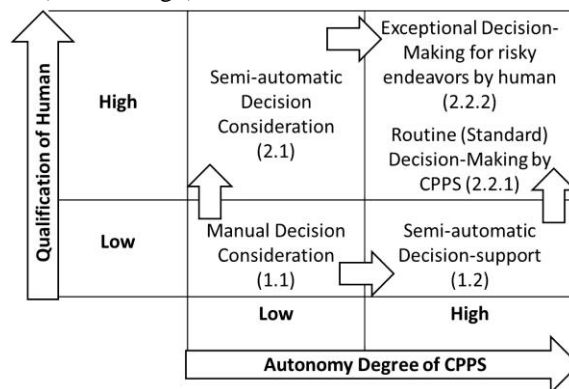 Qualification of Human
High
Semi-automatic
Decision
Consideration
(2.1)
Exceptional Decision-
Making for risky
endeavors by human
(2.2.2)
Routine (Standard)
Decision-Making by
CPPS (2.2.1)
Low
Manual Decision
Consideration
(1.1)
Semi-automatic
Decision-support
(1.2)
Low
High
Autonomy Degree of CPPS